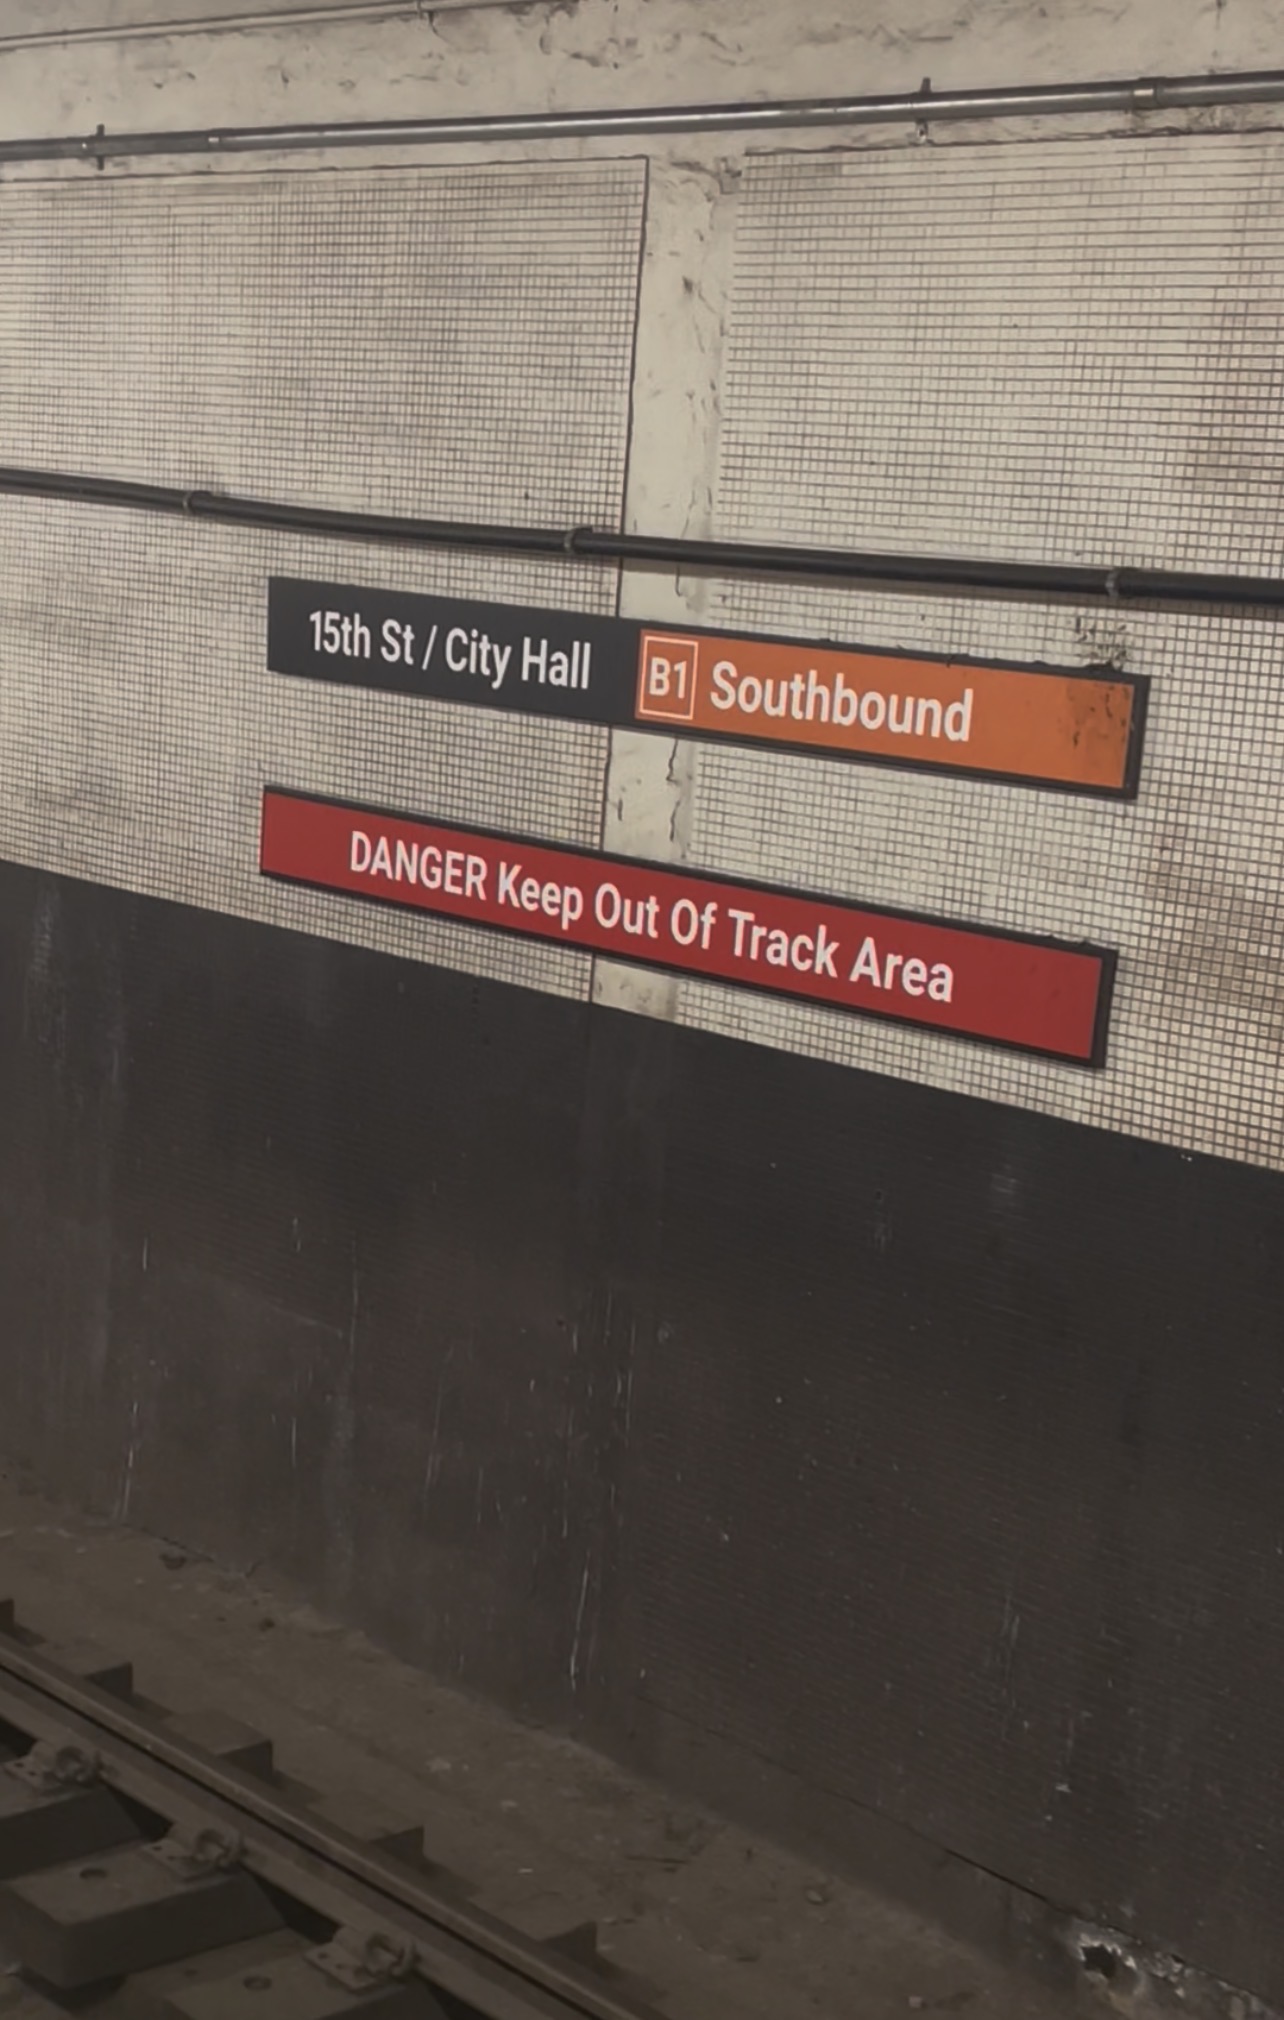 15th St / City Hall B1 Southbound
DANGER Keep Out Of Track Area